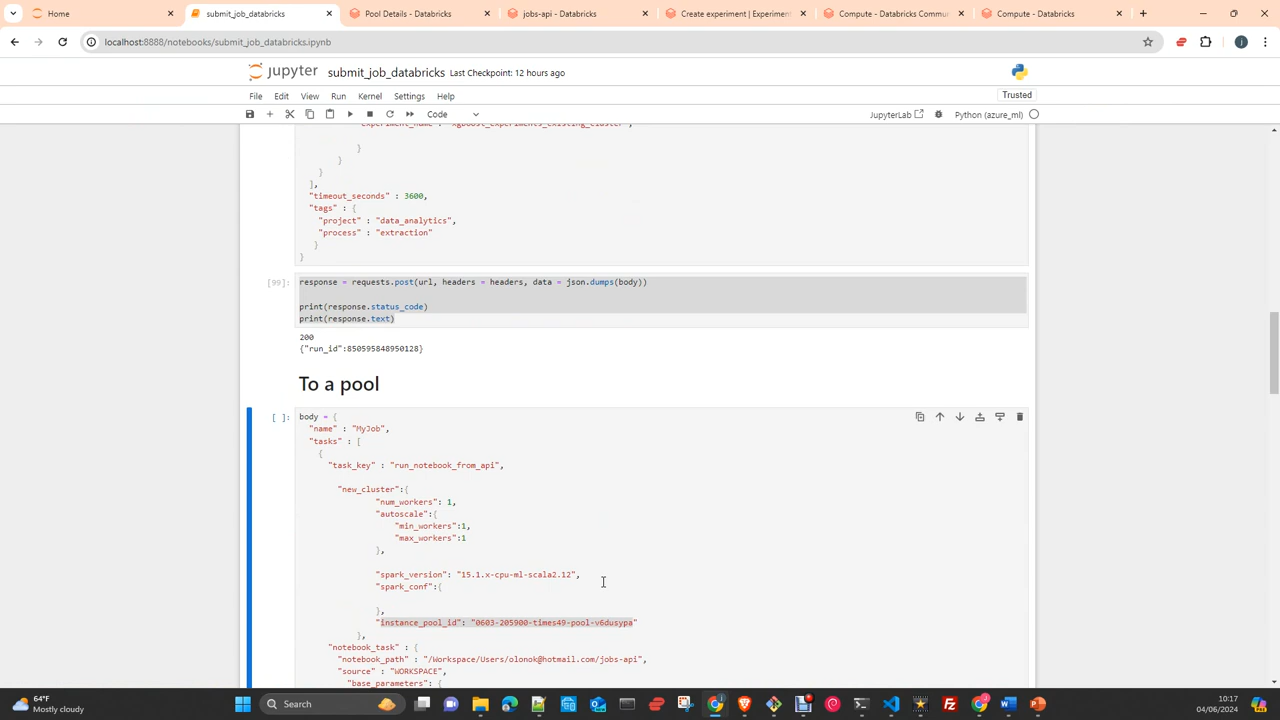 Home
submit_job_databricks
Pool Details - Databricks
jobs-api - Databricks
Create experiment | Experiment
Compute - Databricks Commun
Compute - Databricks
localhost:8888/notebooks/submit_job_databricks.ipynb
jupyter submit_job_databricks Last Checkpoint: 12 hours ago
File Edit View Run Kernel Settings Help
Trusted
Code
JupyterLab
Python (azure_ml)
"experiment_name" "xgboost_experiments_existing_cluster",
}
}
}
],
"timeout_seconds" : 3600,
"tags" : {
"project" : "data_analytics",
"process" : "extraction"
}
}
[99]:
response = requests.post(url, headers = headers, data = json.dumps(body))
print(response.status_code)
print(response.text)
200
{"run_id":850595848950128}
To a pool
[ ]:
body = {
"name" : "MyJob",
"tasks" : [
{
"task_key" : "run_notebook_from_api",
"new_cluster":{
"num_workers": 1,
"autoscale":{
"min_workers":1,
"max_workers":1
},
"spark_version": "15.1.x-cpu-ml-scala2.12",
"spark_conf":{
},
"instance_pool_id": "0603-205900-times49-pool-v6dusypa"
},
"notebook_task" : {
"notebook_path" : "/Workspace/Users/olonok@hotmail.com/jobs-api",
"source" : "WORKSPACE",
"base_parameters": {
64°F
Mostly cloudy
Search
10:17
04/06/2024